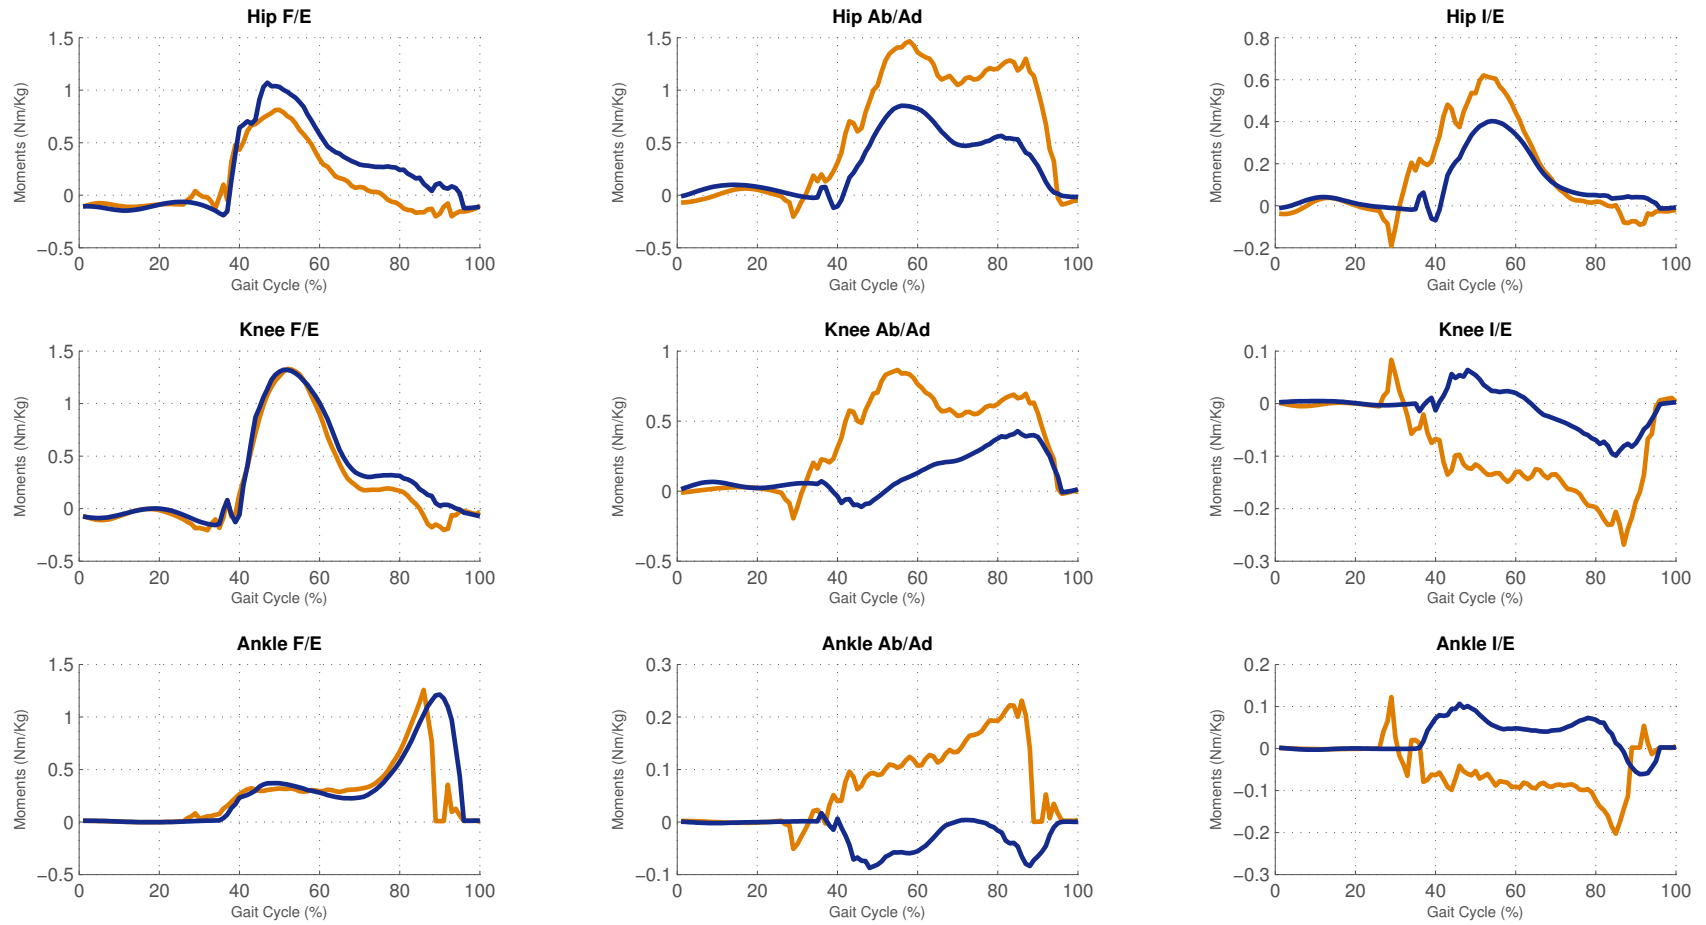 Hip F/E
1.5
1
0.5
0
−0.5
Moments (Nm/Kg)
0 20 40 60 80 100
Gait Cycle (%)
Hip Ab/Ad
1.5
1
0.5
0
−0.5
Moments (Nm/Kg)
0 20 40 60 80 100
Gait Cycle (%)
Hip I/E
0.8
0.6
0.4
0.2
0
−0.2
Moments (Nm/Kg)
0 20 40 60 80 100
Gait Cycle (%)
Knee F/E
1.5
1
0.5
0
−0.5
Moments (Nm/Kg)
0 20 40 60 80 100
Gait Cycle (%)
Knee Ab/Ad
1
0.5
0
−0.5
Moments (Nm/Kg)
0 20 40 60 80 100
Gait Cycle (%)
Knee I/E
0.1
0
−0.1
−0.2
−0.3
Moments (Nm/Kg)
0 20 40 60 80 100
Gait Cycle (%)
Ankle F/E
1.5
1
0.5
0
−0.5
Moments (Nm/Kg)
0 20 40 60 80 100
Gait Cycle (%)
Ankle Ab/Ad
0.3
0.2
0.1
0
−0.1
Moments (Nm/Kg)
0 20 40 60 80 100
Gait Cycle (%)
Ankle I/E
0.2
0.1
0
−0.1
−0.2
−0.3
Moments (Nm/Kg)
0 20 40 60 80 100
Gait Cycle (%)